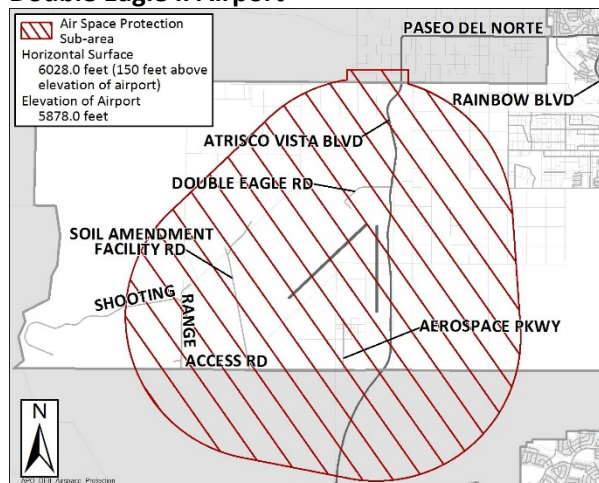 Double Eagle II Airport
Air Space Protection
Sub-area
Horizontal Surface
6028.0 feet (150 feet above
elevation of airport)
Elevation of Airport
5878.0 feet
PASEO DEL NORTE
RAINBOW BLVD
ATRISCO VISTA BLVD
DOUBLE EAGLE RD
SOIL AMENDMENT
FACILITY RD
SHOOTING
RANGE
ACCESS RD
AEROSPACE PKWY
N
APO_DEII_Airspace_Protection